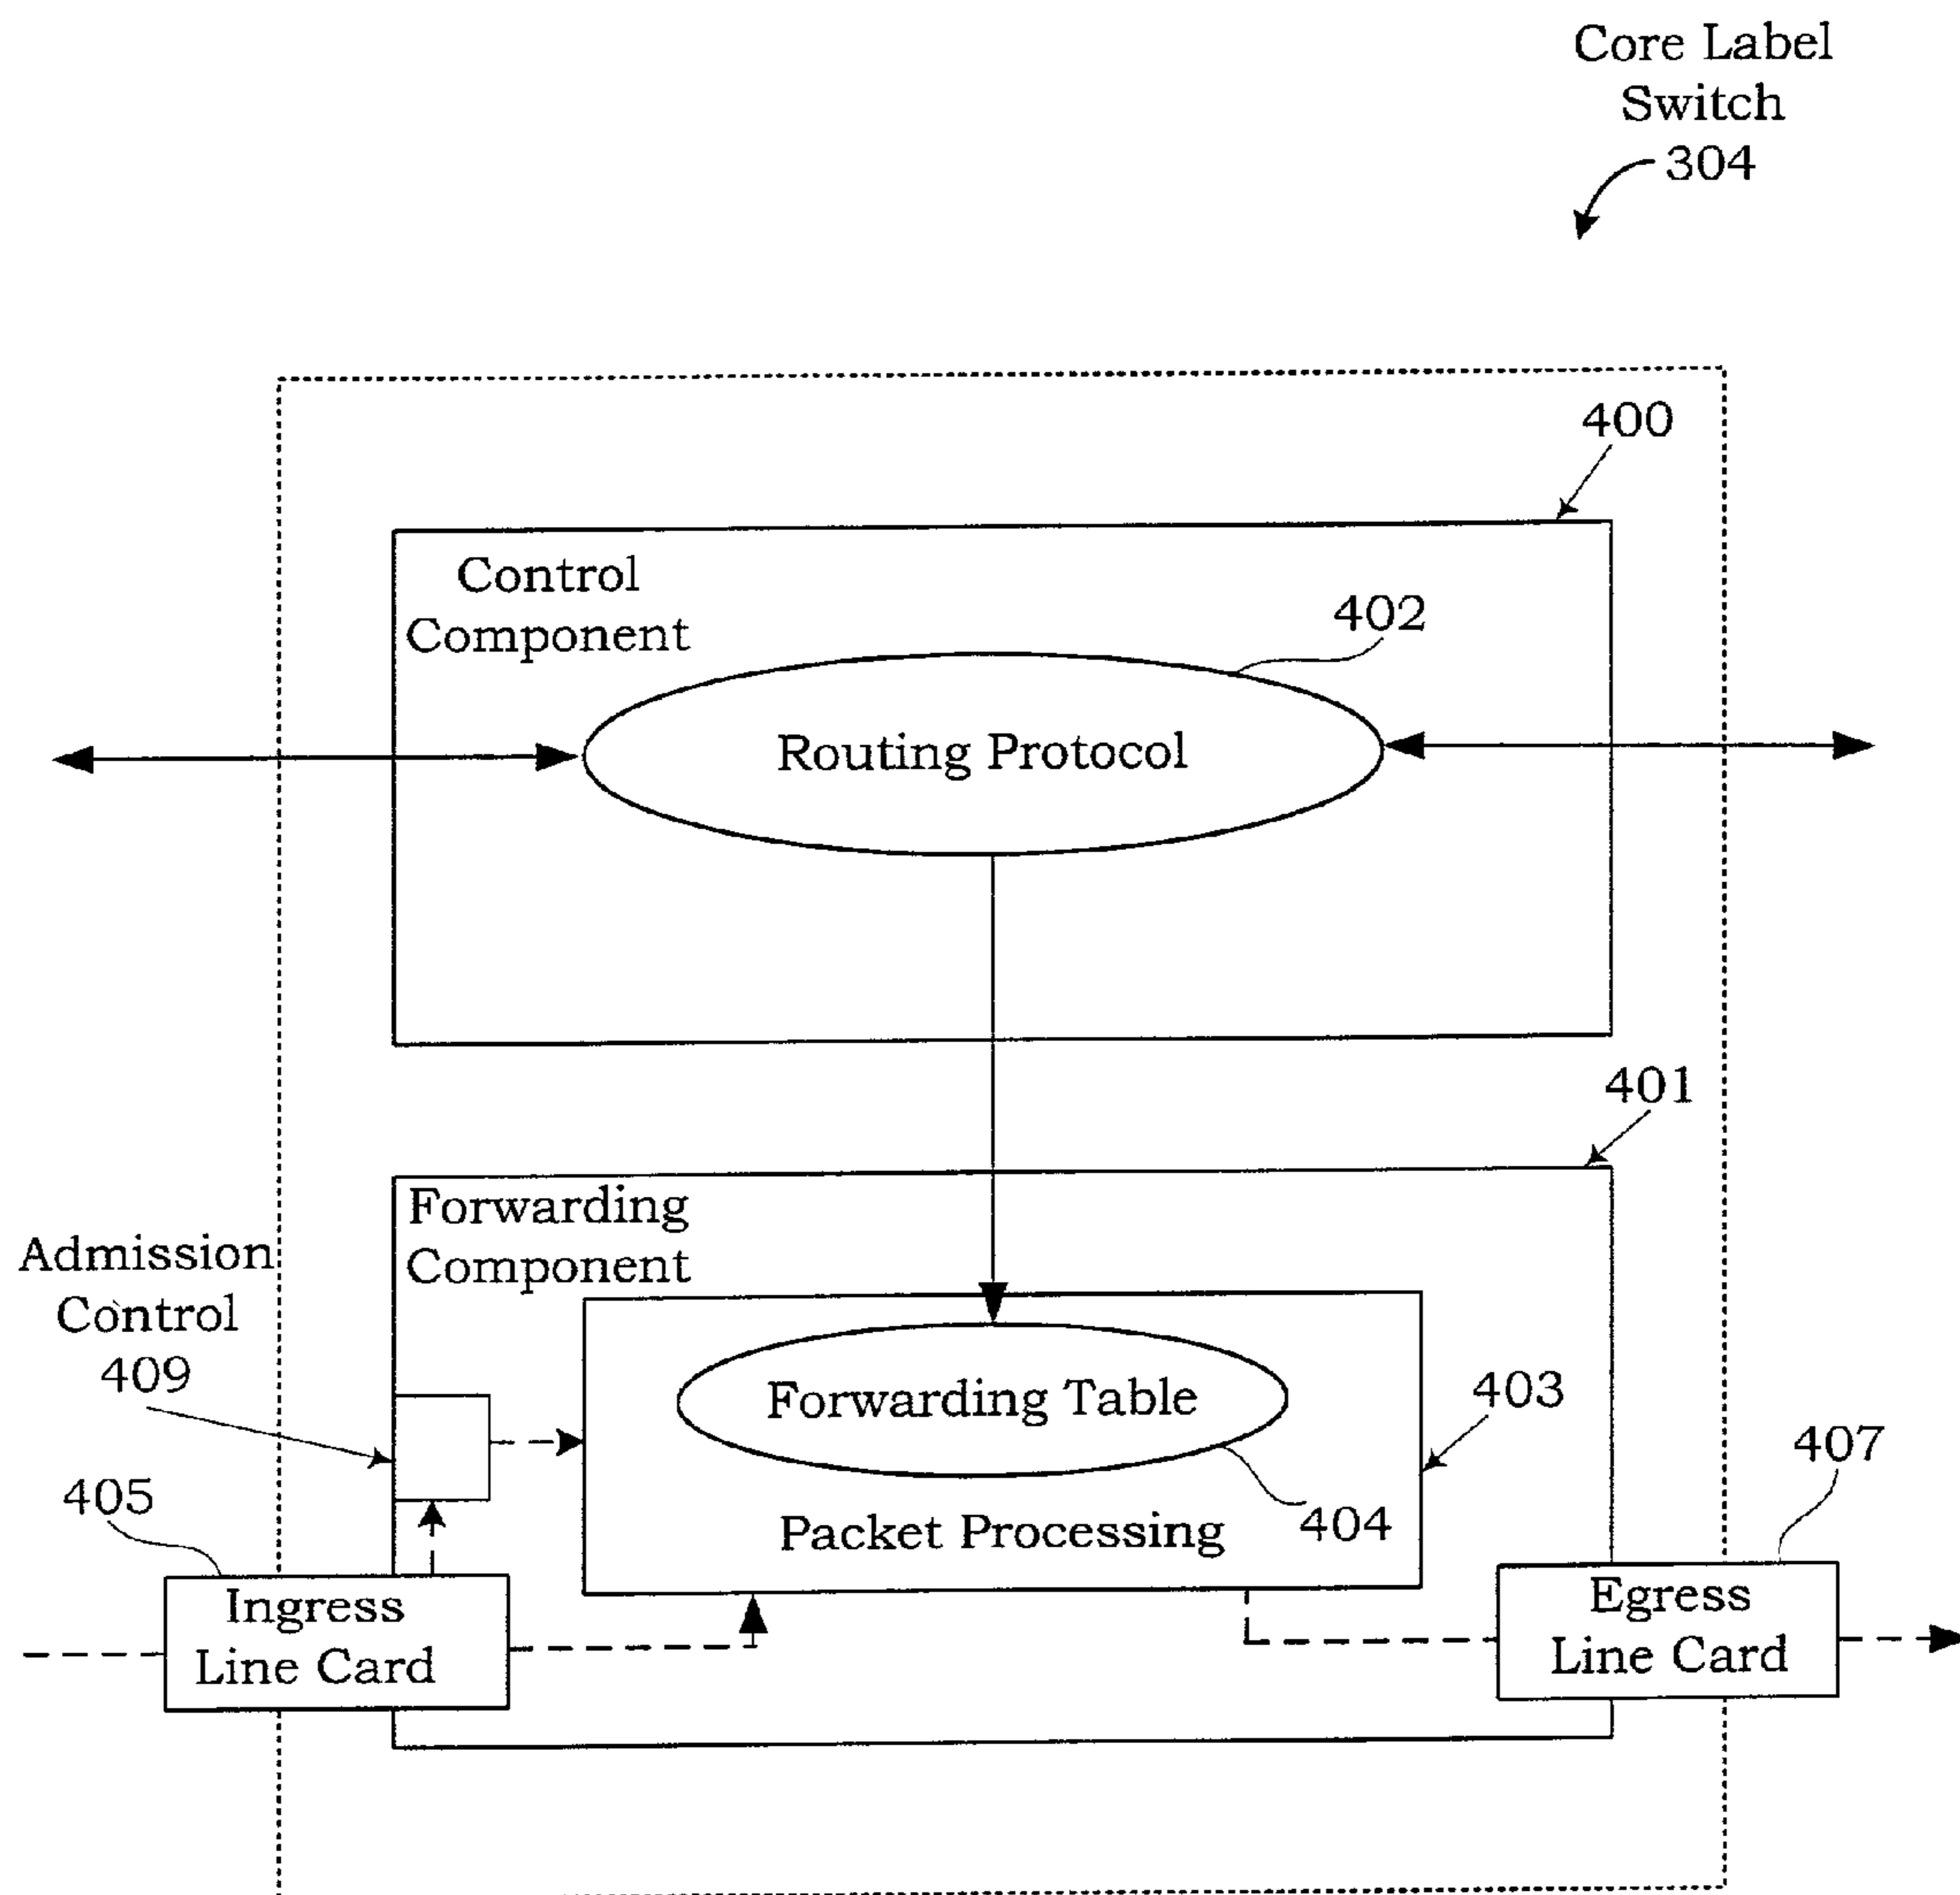 Core Label
Switch
304
400
Control
Component
402
Routing Protocol
401
Forwarding
Component
Admission
Control
409
Forwarding Table
403
407
405
404
Packet Processing
Ingress
Line Card
Egress
Line Card